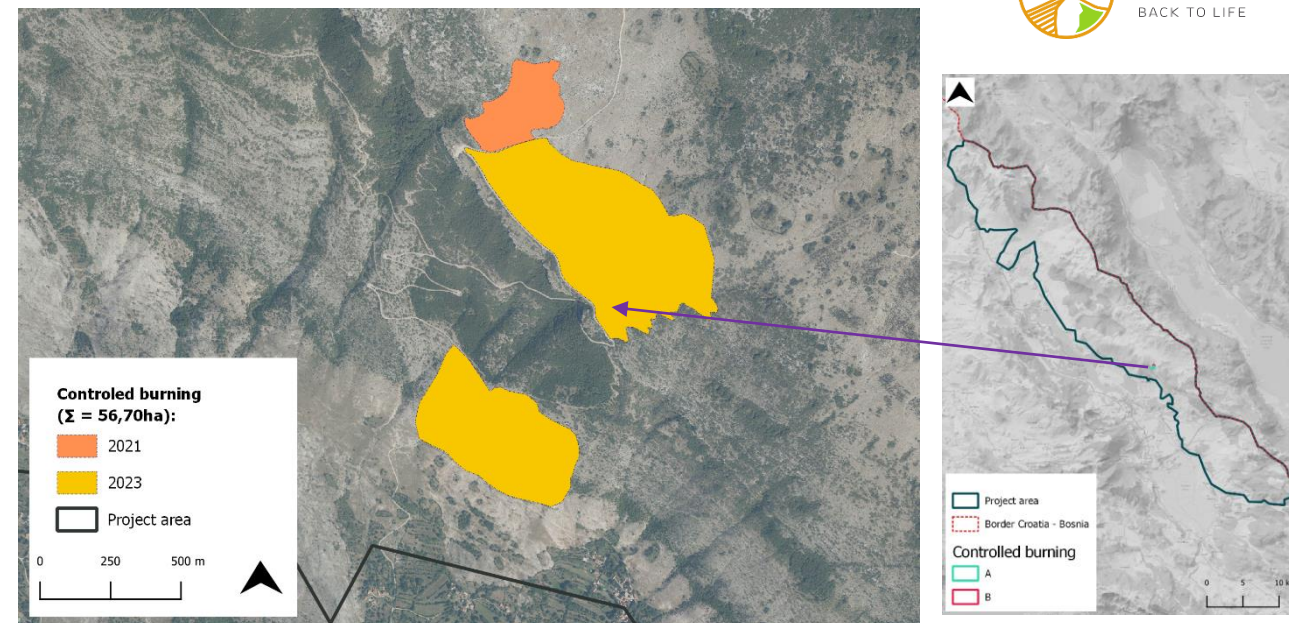 BACK TO LIFE
Controled burning
(Σ = 56,70ha):
2021
2023
Project area
0 250 500 m
Project area
Border Croatia - Bosnia
Controlled burning
A
B
0 5 10 k